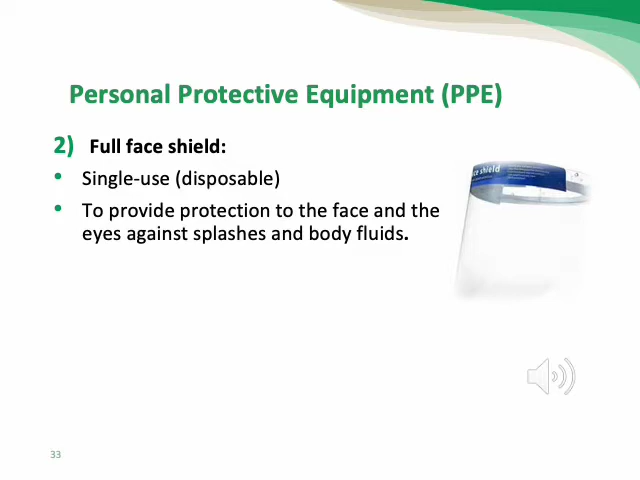 Personal Protective Equipment (PPE)
2) Full face shield:
• Single-use (disposable)
• To provide protection to the face and the
eyes against splashes and body fluids.
ce shield
33